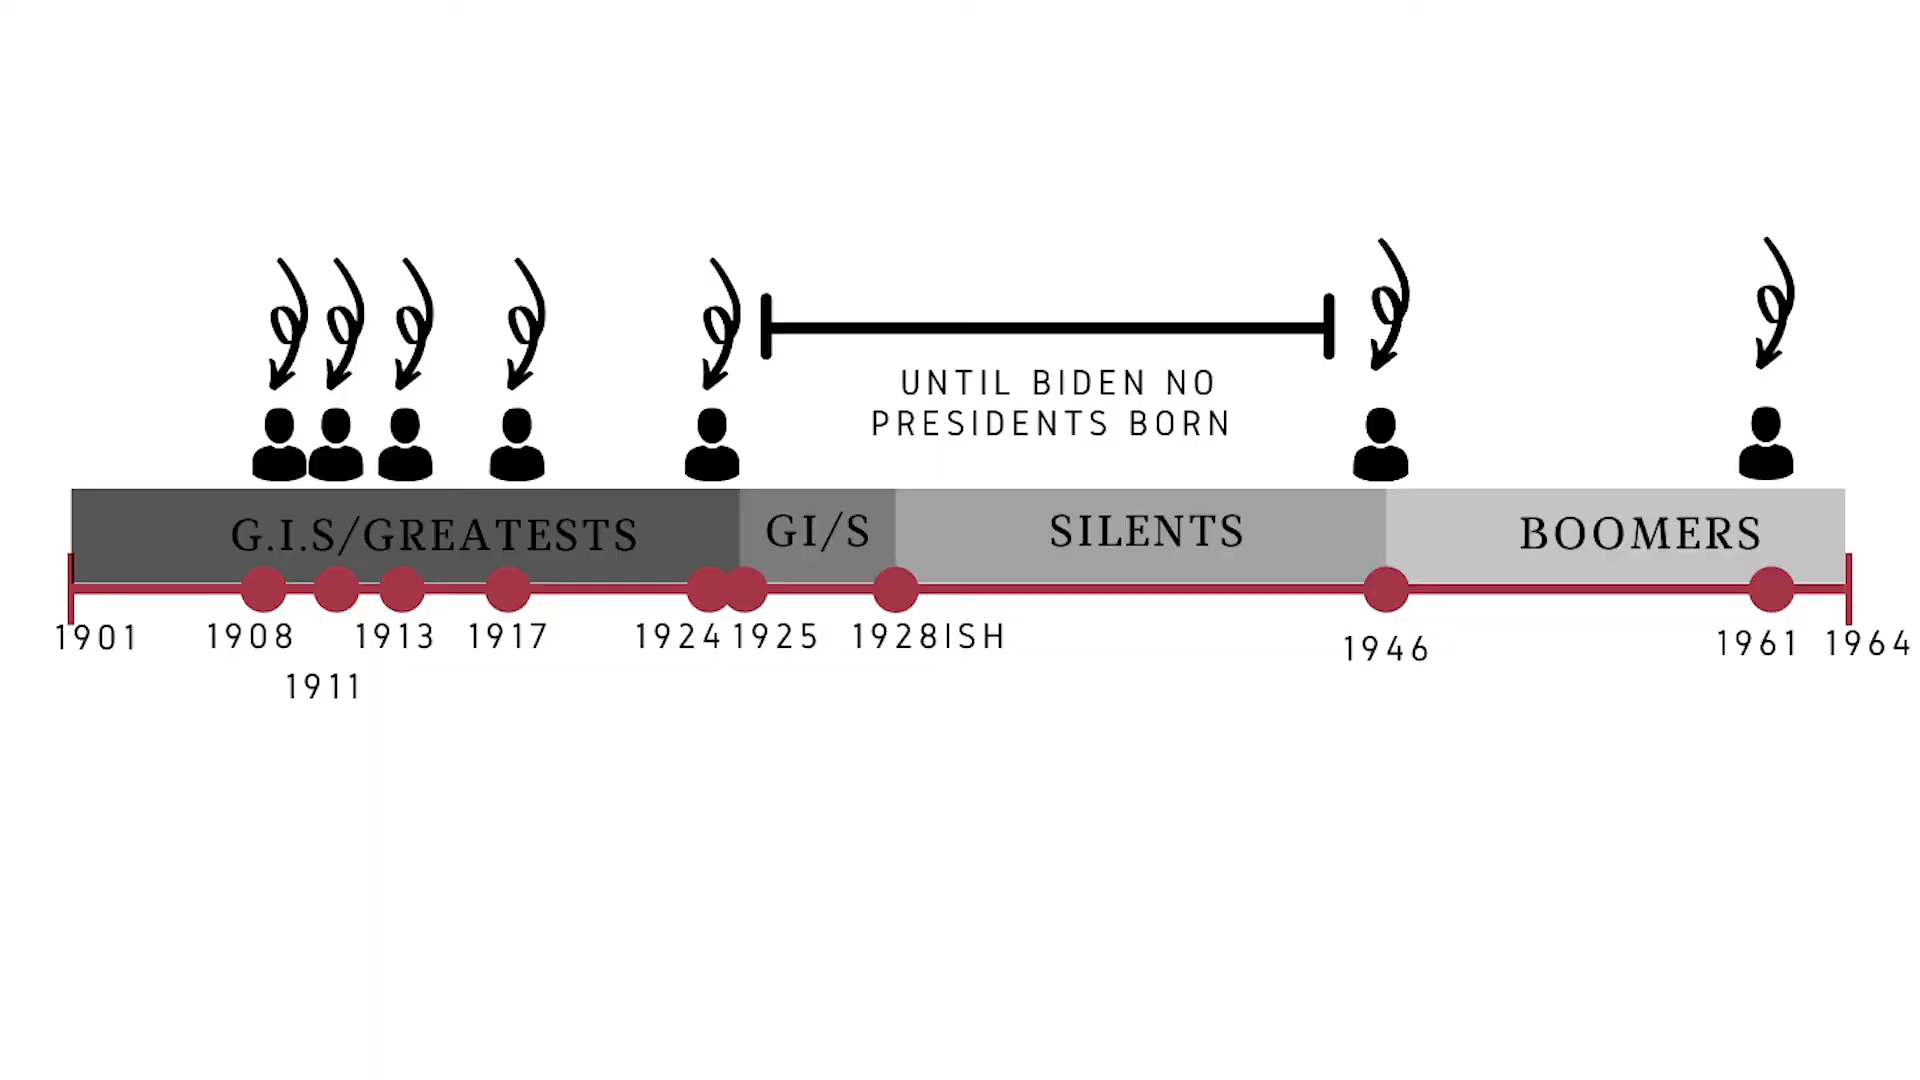 UNTIL BIDEN NO
PRESIDENTS BORN
G.I.S/GREATESTS
GI/S
SILENTS
BOOMERS
1901
1908
1911
1913
1917
1924
1925
1928ISH
1946
1961
1964